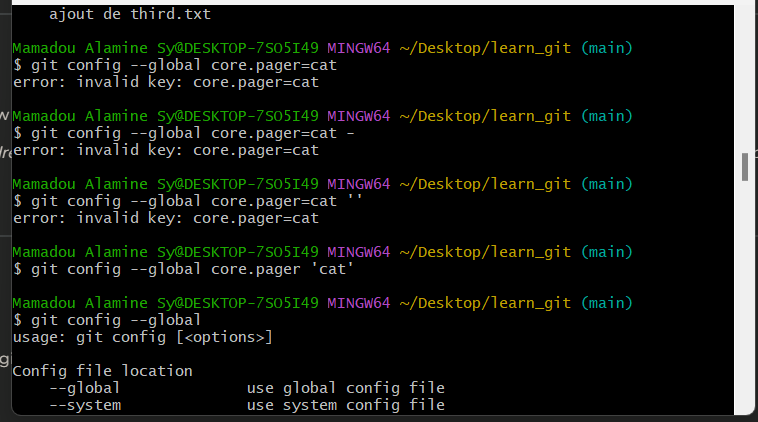 ajout de third.txt
Mamadou Alamine Sy@DESKTOP-7SO5I49 MINGW64 ~/Desktop/learn_git (main)
$ git config --global core.pager=cat
error: invalid key: core.pager=cat
Mamadou Alamine Sy@DESKTOP-7SO5I49 MINGW64 ~/Desktop/learn_git (main)
$ git config --global core.pager=cat -
error: invalid key: core.pager=cat
Mamadou Alamine Sy@DESKTOP-7SO5I49 MINGW64 ~/Desktop/learn_git (main)
$ git config --global core.pager=cat ''
error: invalid key: core.pager=cat
Mamadou Alamine Sy@DESKTOP-7SO5I49 MINGW64 ~/Desktop/learn_git (main)
$ git config --global core.pager 'cat'
Mamadou Alamine Sy@DESKTOP-7SO5I49 MINGW64 ~/Desktop/learn_git (main)
$ git config --global
usage: git config [<options>]
Config file location
--global use global config file
--system use system config file